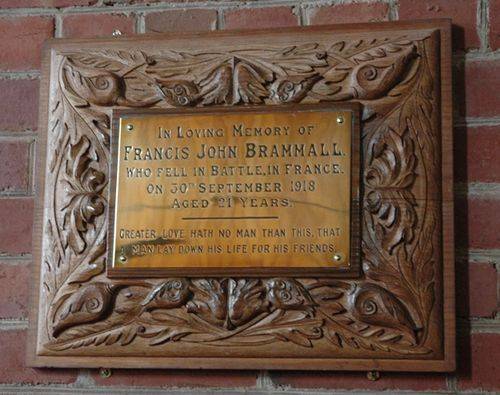 IN LOVING MEMORY OF
FRANCIS JOHN BRAMMALL.
WHO FELL IN BATTLE, IN FRANCE.
ON 30TH SEPTEMBER 1918
AGED 21 YEARS.
GREATER LOVE HATH NO MAN THAN THIS, THAT
A MAN LAY DOWN HIS LIFE FOR HIS FRIENDS.